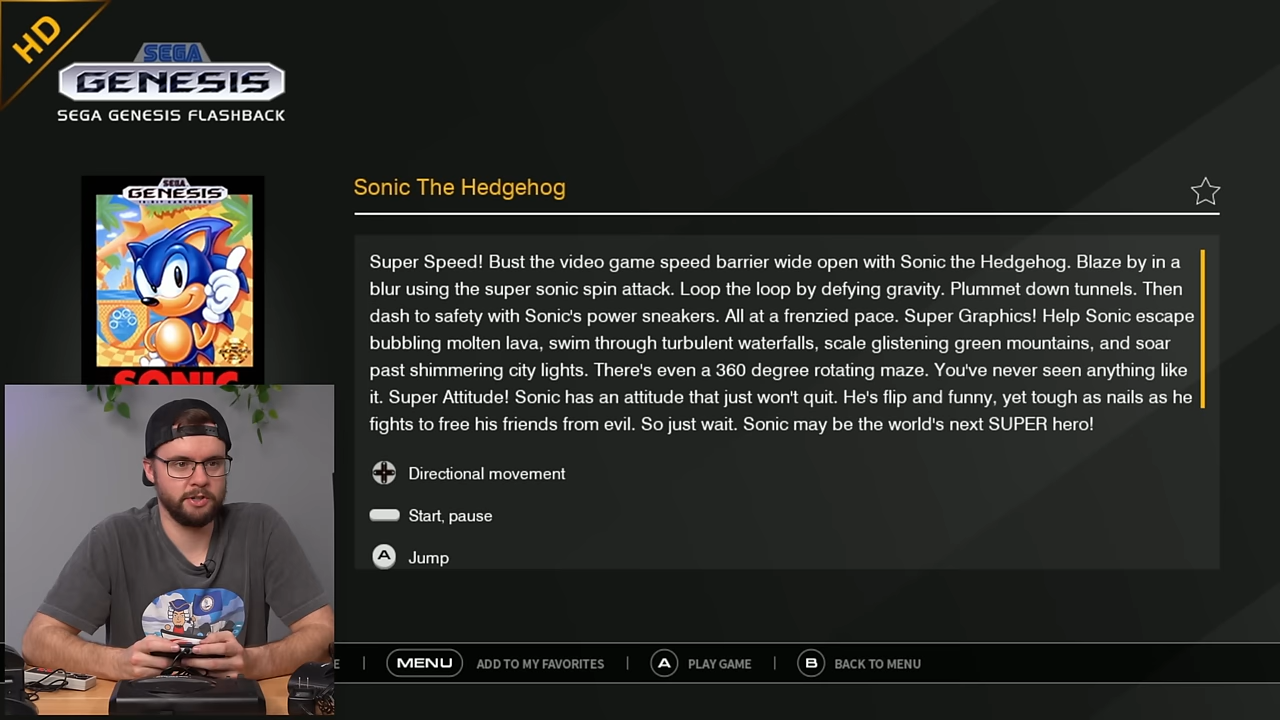 HD
SEGA
GENESIS
SEGA GENESIS FLASHBACK
SEGA
GENESIS
SONIC
Sonic The Hedgehog
Super Speed! Bust the video game speed barrier wide open with Sonic the Hedgehog. Blaze by in a
blur using the super sonic spin attack. Loop the loop by defying gravity. Plummet down tunnels. Then
dash to safety with Sonic's power sneakers. All at a frenzied pace. Super Graphics! Help Sonic escape
bubbling molten lava, swim through turbulent waterfalls, scale glistening green mountains, and soar
past shimmering city lights. There's even a 360 degree rotating maze. You've never seen anything like
it. Super Attitude! Sonic has an attitude that just won't quit. He's flip and funny, yet tough as nails as he
fights to free his friends from evil. So just wait. Sonic may be the world's next SUPER hero!
Directional movement
Start, pause
A Jump
E | MENU ADD TO MY FAVORITES | A PLAY GAME | B BACK TO MENU